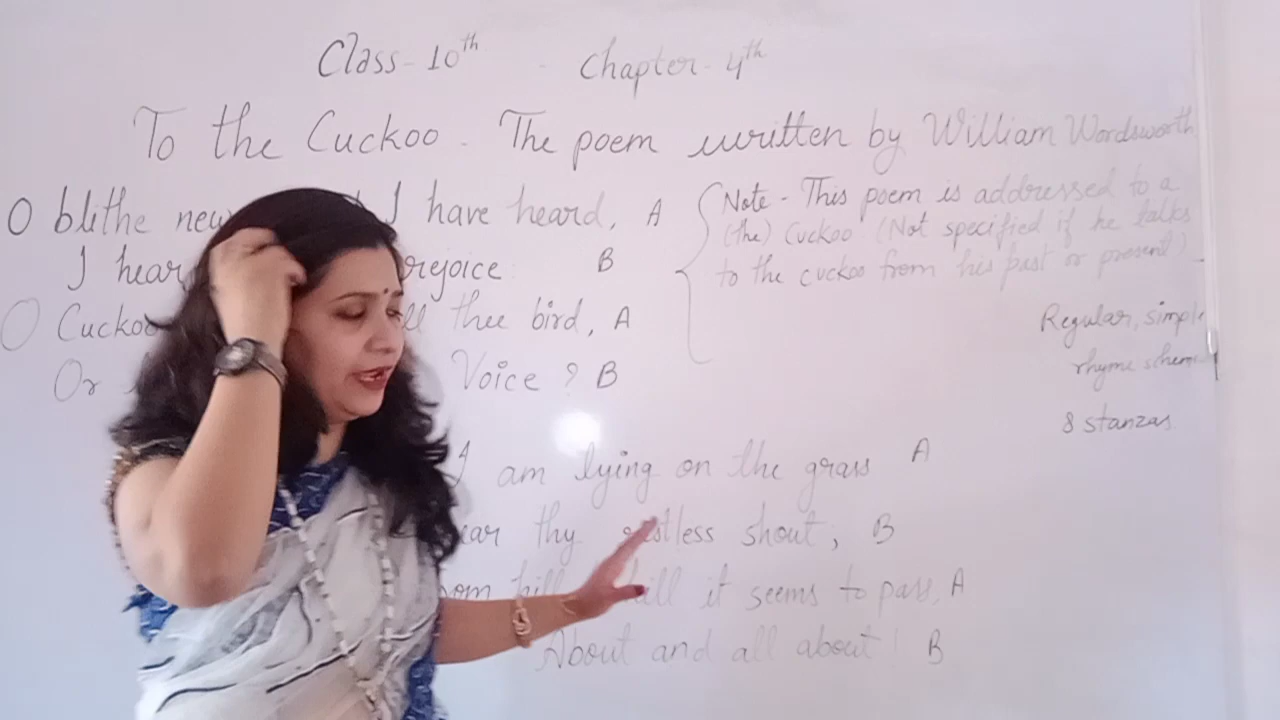 Class - 10th - Chapter - 4th
To the Cuckoo . The poem written by William Wordsworth
O blithe new I have heard, A
I hear rejoice B
O Cuckoo thee bird, A
Or Voice ? B
{ Note - This poem is addressed to a
(the) Cuckoo (Not specified if he talks
to the cuckoo from his past or present)
Regular, simple
rhyme scheme
8 stanzas
I am lying on the grass A
thy restless shout, B
hill it seems to pass, A
About and all about ! B